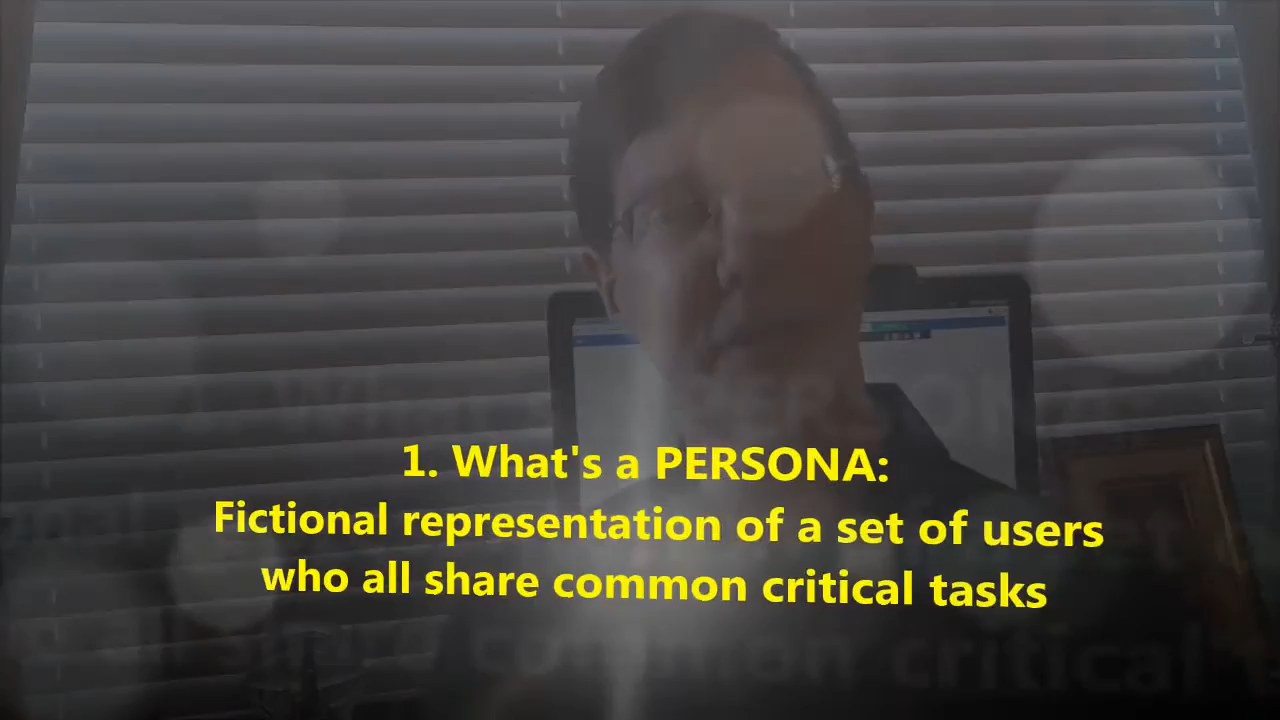 1. What's a PERSONA:
Fictional representation of a set of users
who all share common critical tasks